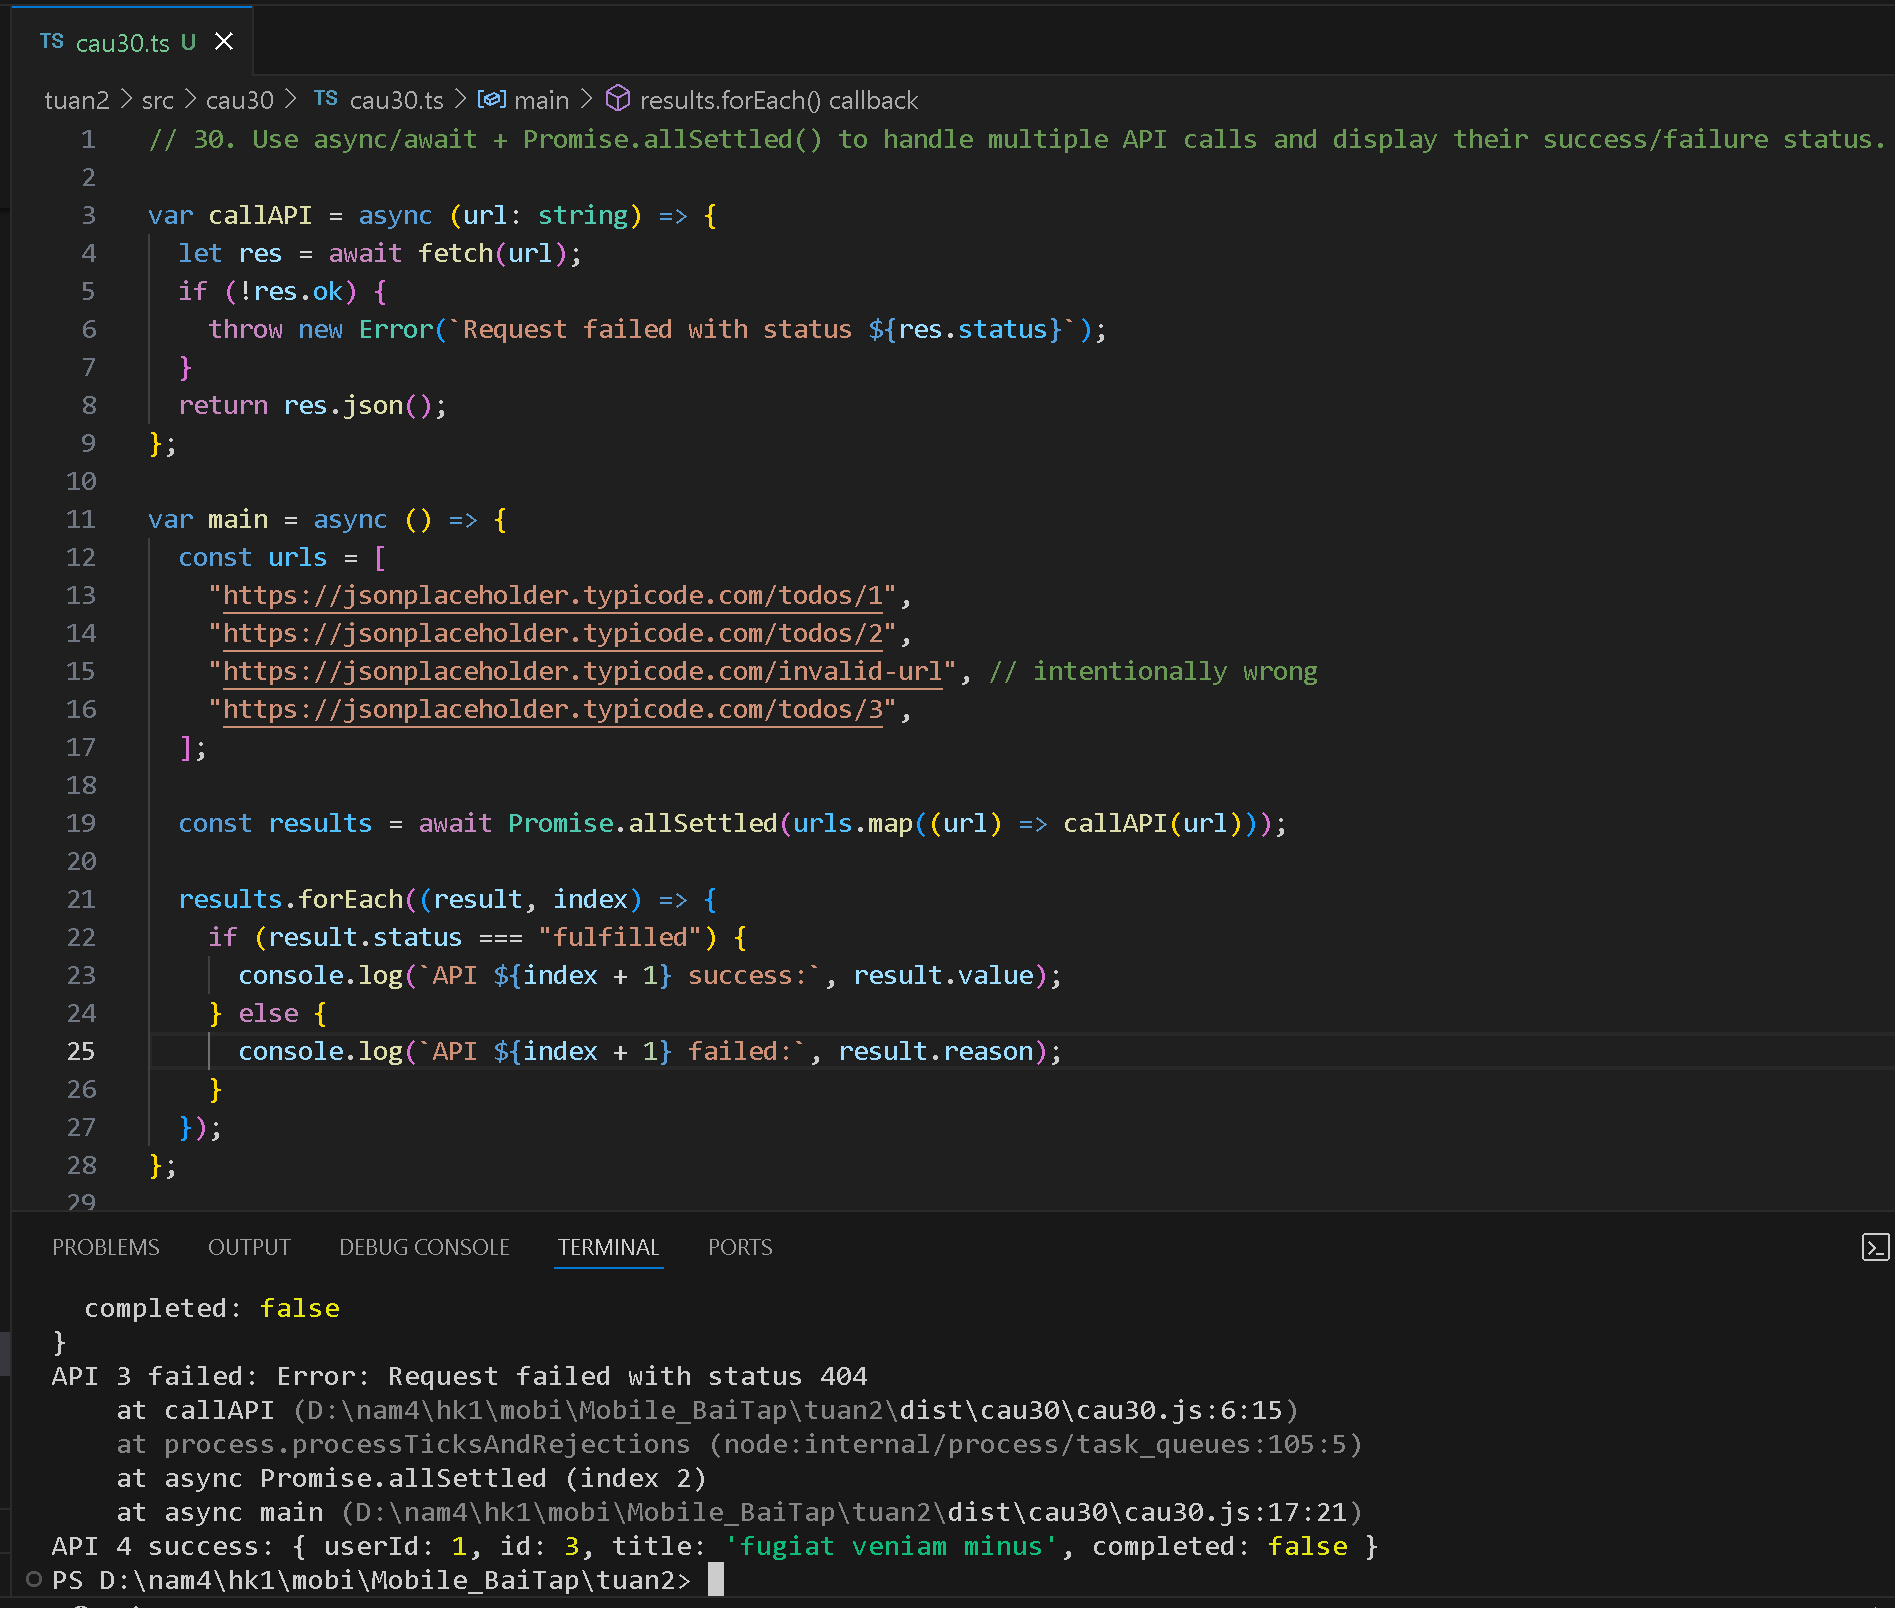 TS cau30.ts U
tuan2 > src > cau30 > TS cau30.ts > main > results.forEach() callback
1 // 30. Use async/await + Promise.allSettled() to handle multiple API calls and display their success/failure status.
2
3 var callAPI = async (url: string) => {
4   let res = await fetch(url);
5   if (!res.ok) {
6     throw new Error(`Request failed with status ${res.status}`);
7   }
8   return res.json();
9 };
10
11 var main = async () => {
12   const urls = [
13     "https://jsonplaceholder.typicode.com/todos/1",
14     "https://jsonplaceholder.typicode.com/todos/2",
15     "https://jsonplaceholder.typicode.com/invalid-url", // intentionally wrong
16     "https://jsonplaceholder.typicode.com/todos/3",
17   ];
18
19   const results = await Promise.allSettled(urls.map((url) => callAPI(url)));
20
21   results.forEach((result, index) => {
22     if (result.status === "fulfilled") {
23       console.log(`API ${index + 1} success:`, result.value);
24     } else {
25       console.log(`API ${index + 1} failed:`, result.reason);
26     }
27   });
28 };
29
PROBLEMS OUTPUT DEBUG CONSOLE TERMINAL PORTS
  completed: false
}
API 3 failed: Error: Request failed with status 404
    at callAPI (D:\nam4\hk1\mobi\Mobile_BaiTap\tuan2\dist\cau30\cau30.js:6:15)
    at process.processTicksAndRejections (node:internal/process/task_queues:105:5)
    at async Promise.allSettled (index 2)
    at async main (D:\nam4\hk1\mobi\Mobile_BaiTap\tuan2\dist\cau30\cau30.js:17:21)
API 4 success: { userId: 1, id: 3, title: 'fugiat veniam minus', completed: false }
PS D:\nam4\hk1\mobi\Mobile_BaiTap\tuan2>